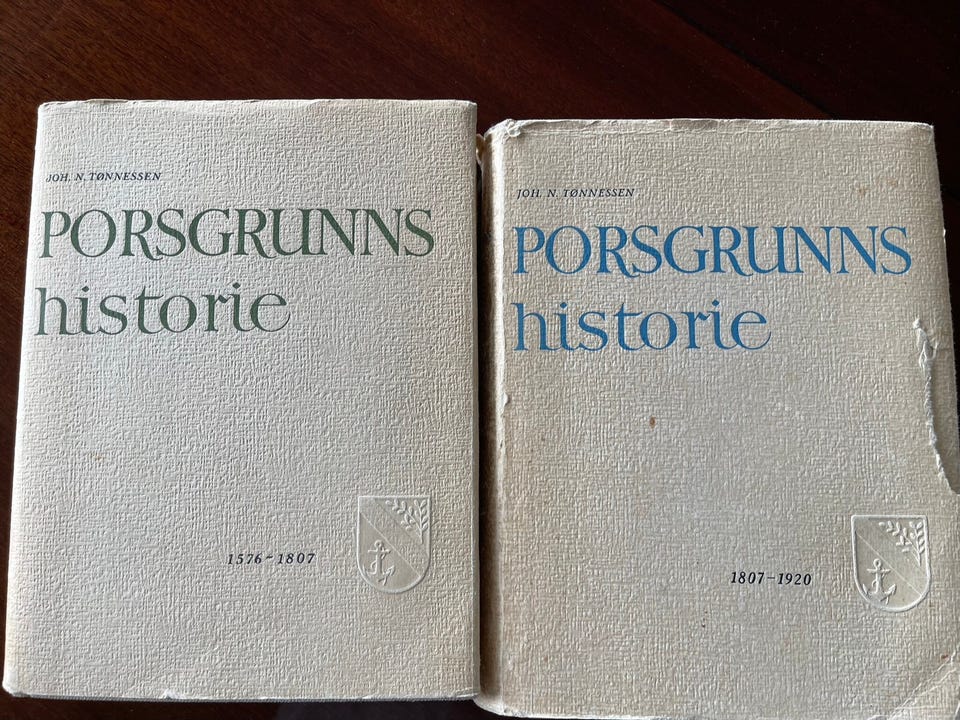 JOH. N. TØNNESSEN
PORSGRUNNS
historie
1576-1807
JOH. N. TØNNESSEN
PORSGRUNNS
historie
1807-1920